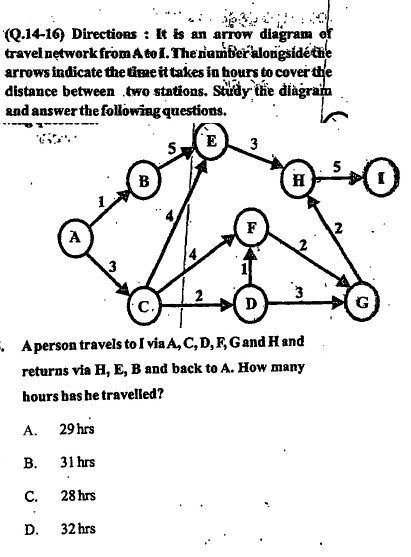 (Q.14-16) Directions : It is an arrow diagram of
travel network from A to I. The number alongside the
arrows indicate the time it takes in hours to cover the
distance between two stations. Study the diagram
and answer the following questions.
E
5
3
B
H
5
I
1
4
A
F
4
2
2
3
1
C
2
D
3
G
A person travels to I via A, C, D, F, G and H and
returns via H, E, B and back to A. How many
hours has he travelled?
A. 29 hrs
B. 31 hrs
C. 28 hrs
D. 32 hrs